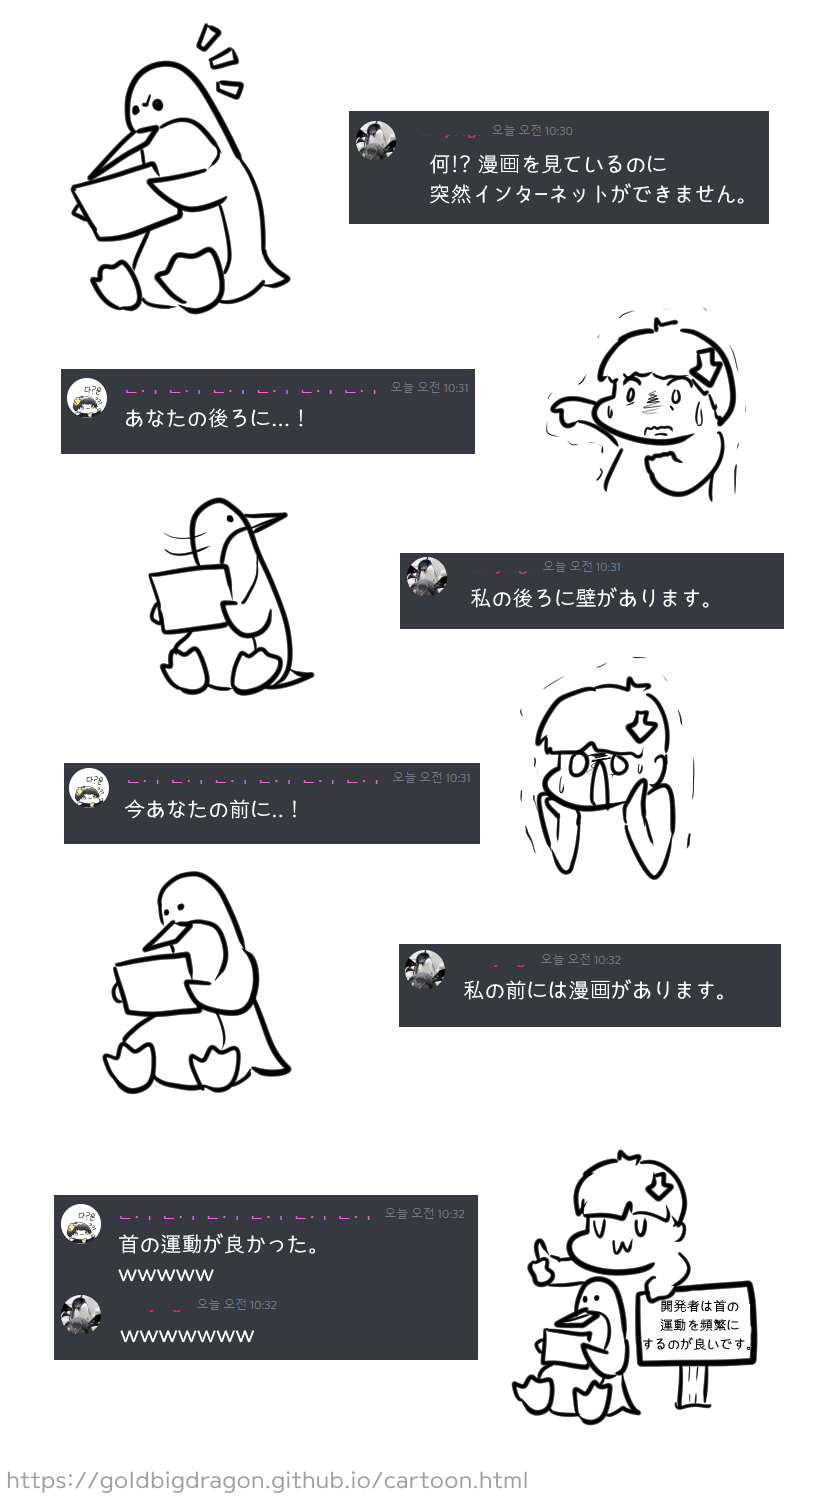 오늘 오전 10:30
何!? 漫画を見ているのに
突然インターネットができません。
다?은
오늘 오전 10:31
あなたの後ろに...！
오늘 오전 10:31
私の後ろに壁があります。
다?은
오늘 오전 10:31
今あなたの前に..！
오늘 오전 10:32
私の前には漫画があります。
다?은
오늘 오전 10:32
首の運動が良かった。
wwwww
오늘 오전 10:32
wwwwwww
開発者は首の
運動を頻繁に
するのが良いです。
https://goldbigdragon.github.io/cartoon.html